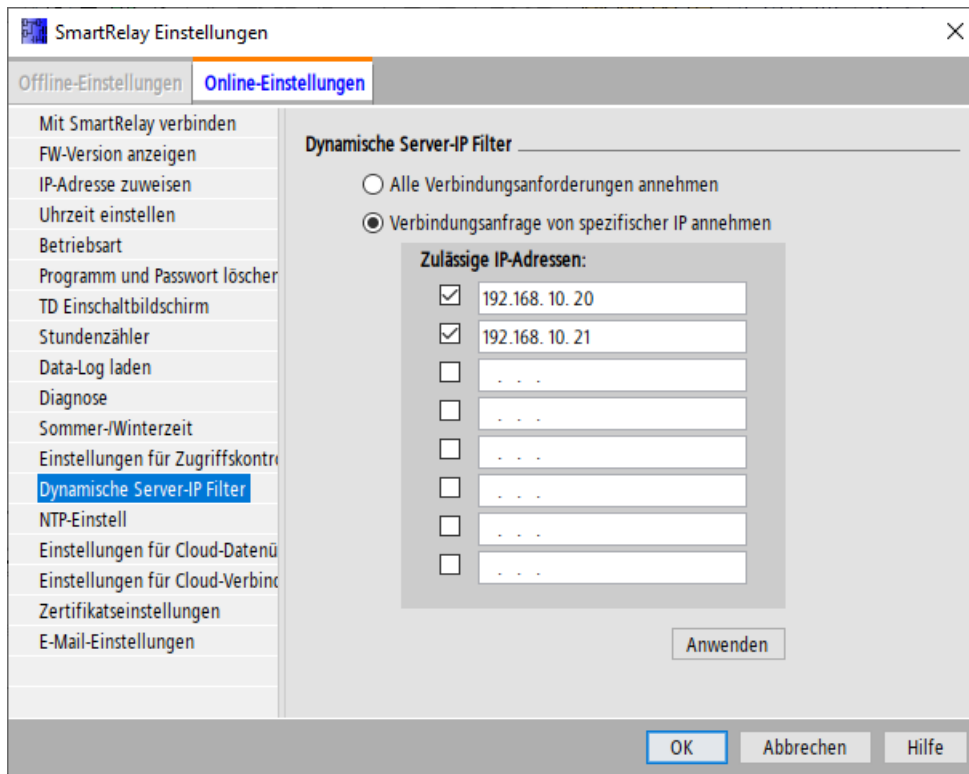 SmartRelay Einstellungen
Offline-Einstellungen
Online-Einstellungen
Mit SmartRelay verbinden
FW-Version anzeigen
IP-Adresse zuweisen
Uhrzeit einstellen
Betriebsart
Programm und Passwort löschen
TD Einschaltbildschirm
Stundenzähler
Data-Log laden
Diagnose
Sommer-/Winterzeit
Einstellungen für Zugriffskontro
Dynamische Server-IP Filter
NTP-Einstell
Einstellungen für Cloud-Datenü
Einstellungen für Cloud-Verbind
Zertifikatseinstellungen
E-Mail-Einstellungen
Dynamische Server-IP Filter
Alle Verbindungsanforderungen annehmen
Verbindungsanfrage von spezifischer IP annehmen
Zulässige IP-Adressen:
192.168. 10. 20
192.168. 10. 21
. . .
. . .
. . .
. . .
. . .
. . .
Anwenden
OK
Abbrechen
Hilfe